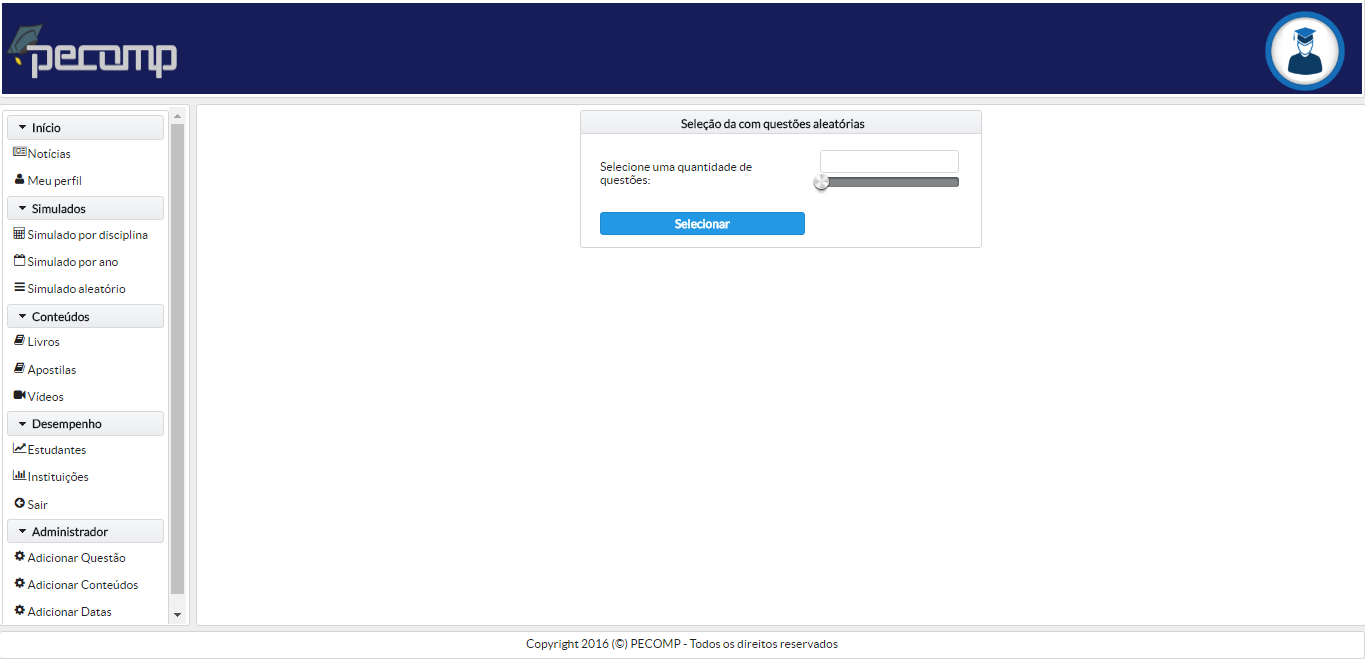 pecomp
Início
Notícias
Meu perfil
Simulados
Simulado por disciplina
Simulado por ano
Simulado aleatório
Conteúdos
Livros
Apostilas
Vídeos
Desempenho
Estudantes
Instituições
Sair
Administrador
Adicionar Questão
Adicionar Conteúdos
Adicionar Datas
Seleção da com questões aleatórias
Selecione uma quantidade de
questões:
Selecionar
Copyright 2016 (©) PECOMP - Todos os direitos reservados